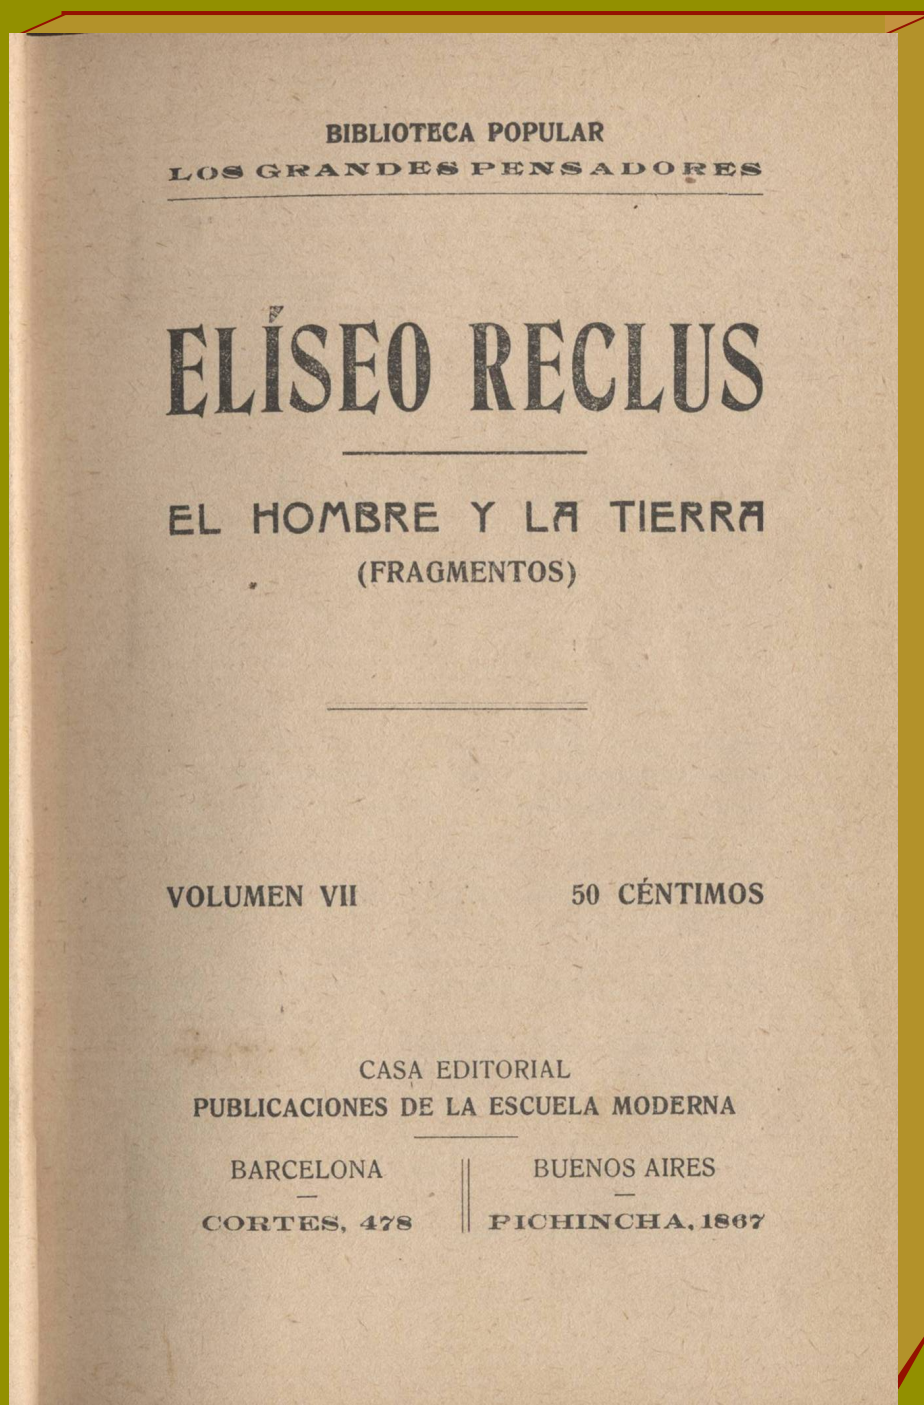 BIBLIOTECA POPULAR
LOS GRANDES PENSADORES
ELÍSEO RECLUS
EL HOMBRE Y LA TIERRA
(FRAGMENTOS)
VOLUMEN VII 50 CÉNTIMOS
CASA EDITORIAL
PUBLICACIONES DE LA ESCUELA MODERNA
BARCELONA
CORTES, 478
BUENOS AIRES
PICHINCHA, 1867